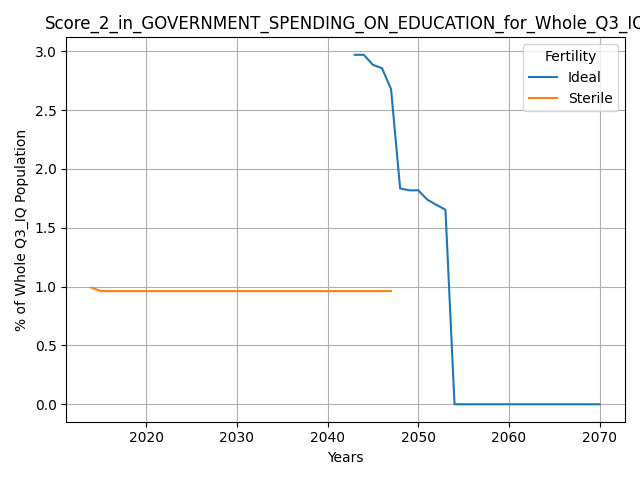 Score_2_in_GOVERNMENT_SPENDING_ON_EDUCATION_for_Whole_Q3_IQ
Fertility
Ideal
Sterile
% of Whole Q3_IQ Population
3.0
2.5
2.0
1.5
1.0
0.5
0.0
2020 2030 2040 2050 2060 2070
Years